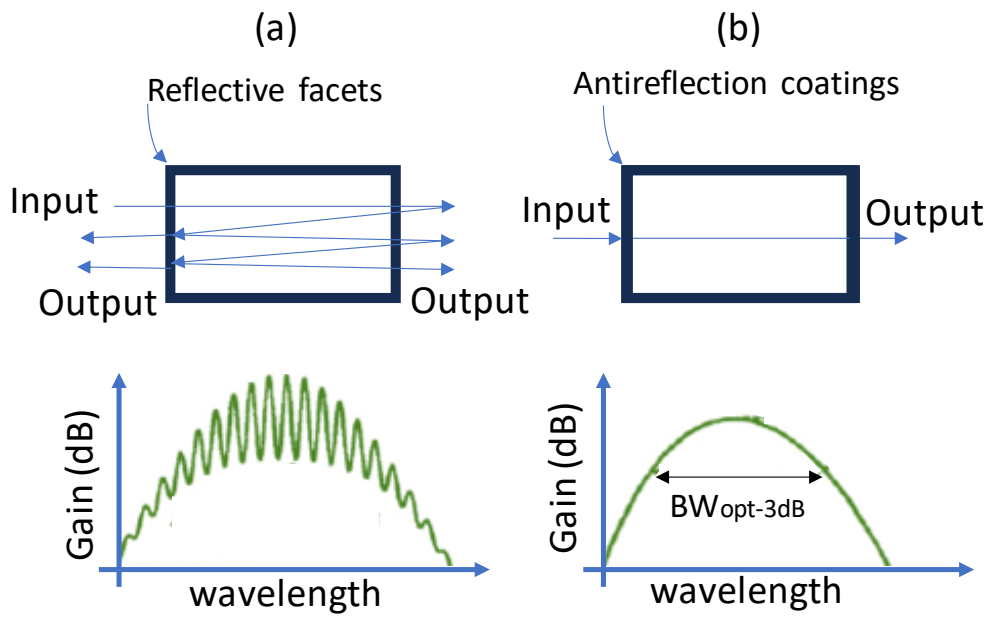 (a)
Reflective facets
Input
Output
Output
Gain (dB)
wavelength
(b)
Antireflection coatings
Input
Output
Gain (dB)
BWopt-3dB
wavelength